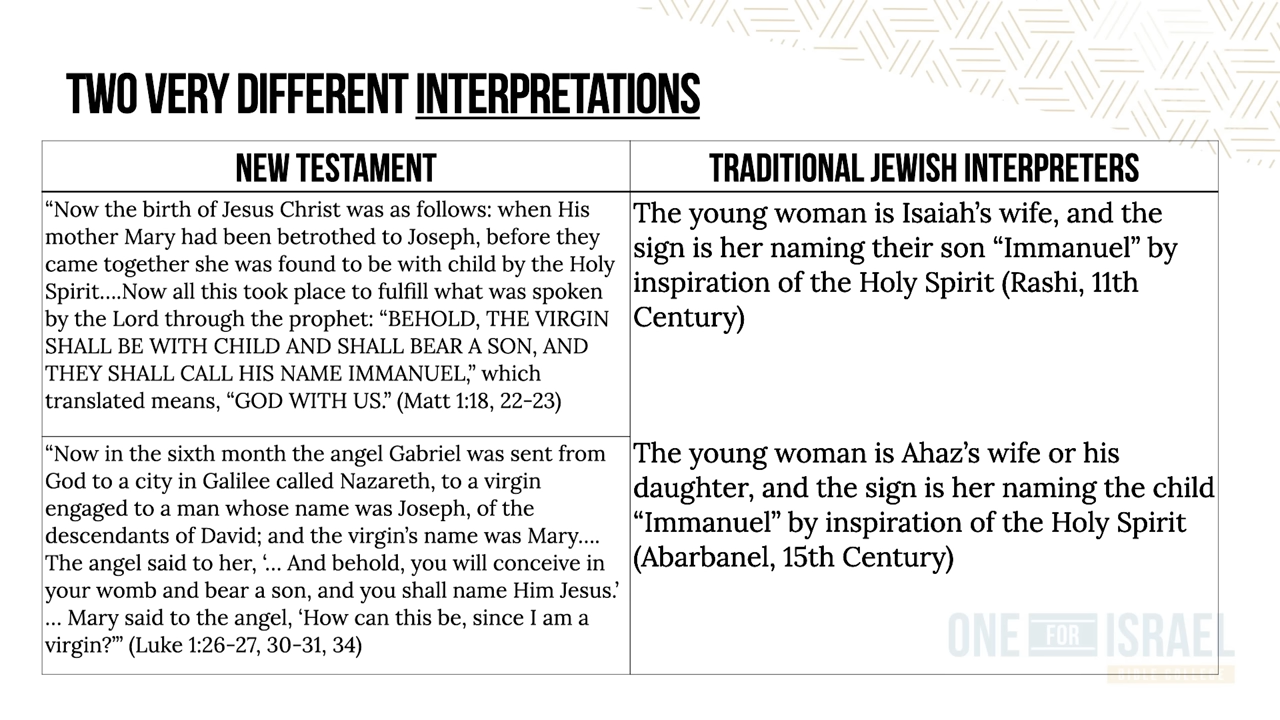 TWO VERY DIFFERENT INTERPRETATIONS
NEW TESTAMENT
“Now the birth of Jesus Christ was as follows: when His
mother Mary had been betrothed to Joseph, before they
came together she was found to be with child by the Holy
Spirit....Now all this took place to fulfill what was spoken
by the Lord through the prophet: “BEHOLD, THE VIRGIN
SHALL BE WITH CHILD AND SHALL BEAR A SON, AND
THEY SHALL CALL HIS NAME IMMANUEL,” which
translated means, “GOD WITH US.” (Matt 1:18, 22-23)
“Now in the sixth month the angel Gabriel was sent from
God to a city in Galilee called Nazareth, to a virgin
engaged to a man whose name was Joseph, of the
descendants of David; and the virgin’s name was Mary....
The angel said to her, ‘... And behold, you will conceive in
your womb and bear a son, and you shall name Him Jesus.’
... Mary said to the angel, ‘How can this be, since I am a
virgin?’” (Luke 1:26-27, 30-31, 34)
TRADITIONAL JEWISH INTERPRETERS
The young woman is Isaiah’s wife, and the
sign is her naming their son “Immanuel” by
inspiration of the Holy Spirit (Rashi, 11th
Century)
The young woman is Ahaz’s wife or his
daughter, and the sign is her naming the child
“Immanuel” by inspiration of the Holy Spirit
(Abarbanel, 15th Century)
ONE FOR ISRAEL